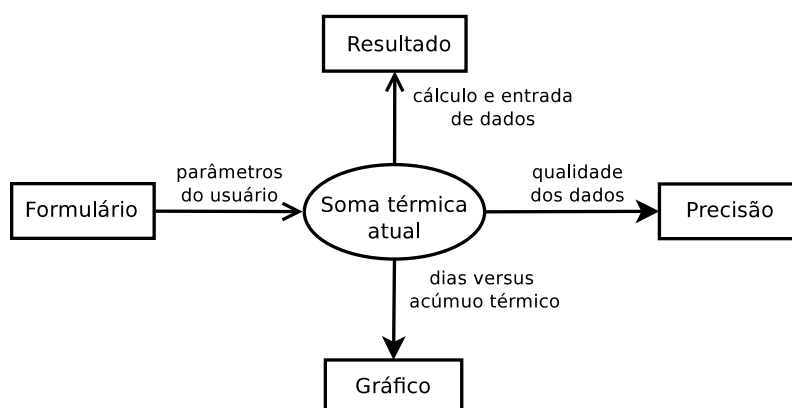 Resultado
cálculo e entrada
de dados
parâmetros
do usuário
qualidade
dos dados
Formulário
Soma térmica
atual
Precisão
dias versus
acúmuo térmico
Gráfico